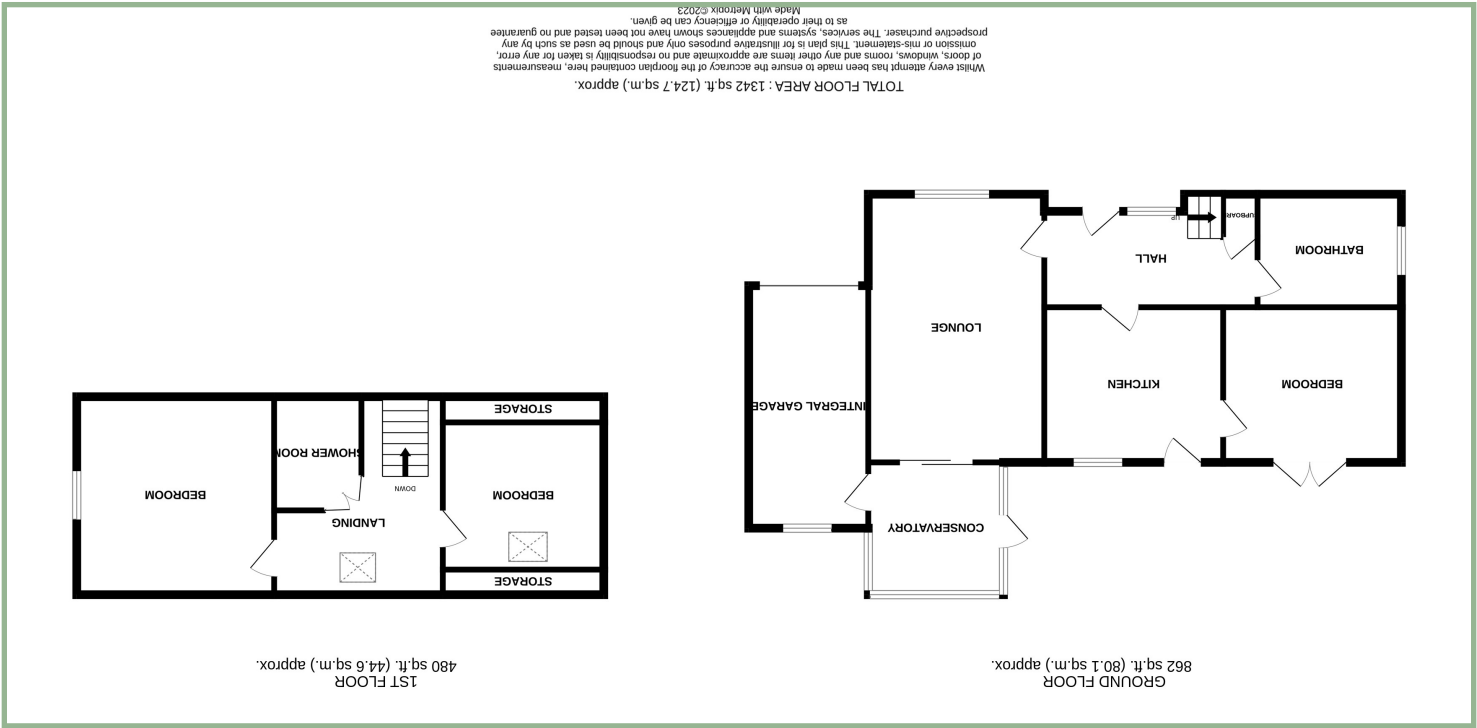 GROUND FLOOR
862 sq.ft. (80.1 sq.m.) approx.
1ST FLOOR
480 sq.ft. (44.6 sq.m.) approx.
CONSERVATORY
BEDROOM
KITCHEN
INTEGRAL GARAGE
LOUNGE
HALL
BATHROOM
UPBOAR
UP
STORAGE
LANDING
BEDROOM
BEDROOM
DOWN
SHOWER ROOM
STORAGE
TOTAL FLOOR AREA : 1342 sq.ft. (124.7 sq.m.) approx.
Whilst every attempt has been made to ensure the accuracy of the floorplan contained here, measurements
of doors, windows, rooms and any other items are approximate and no responsibility is taken for any error,
omission or mis-statement. This plan is for illustrative purposes only and should be used as such by any
prospective purchaser. The services, systems and appliances shown have not been tested and no guarantee
as to their operability or efficiency can be given.
Made with Metropix ©2023